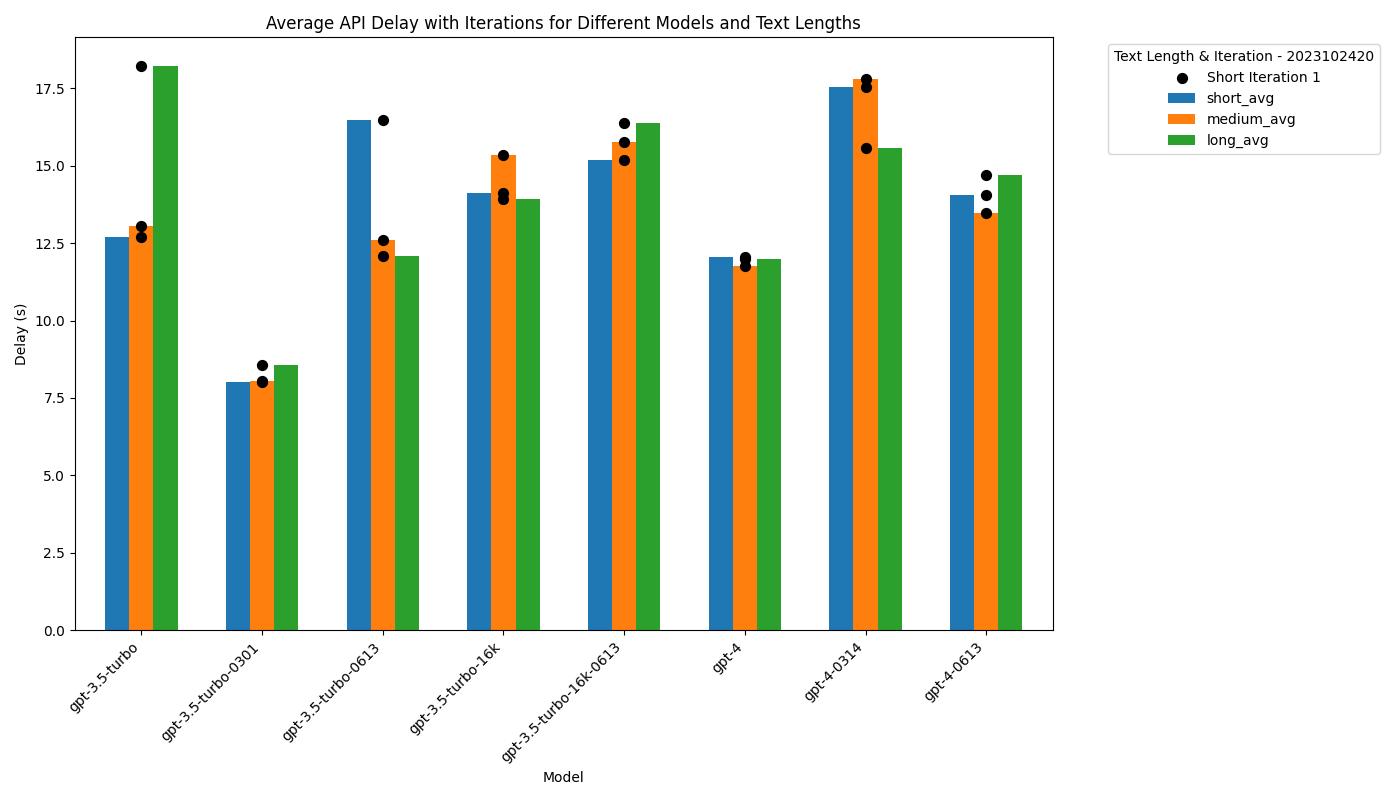 Average API Delay with Iterations for Different Models and Text Lengths
Text Length & Iteration - 2023102420
Short Iteration 1
short_avg
medium_avg
long_avg
Delay (s)
17.5
15.0
12.5
10.0
7.5
5.0
2.5
0.0
gpt-3.5-turbo
gpt-3.5-turbo-0301
gpt-3.5-turbo-0613
gpt-3.5-turbo-16k
gpt-3.5-turbo-16k-0613
gpt-4
gpt-4-0314
gpt-4-0613
Model